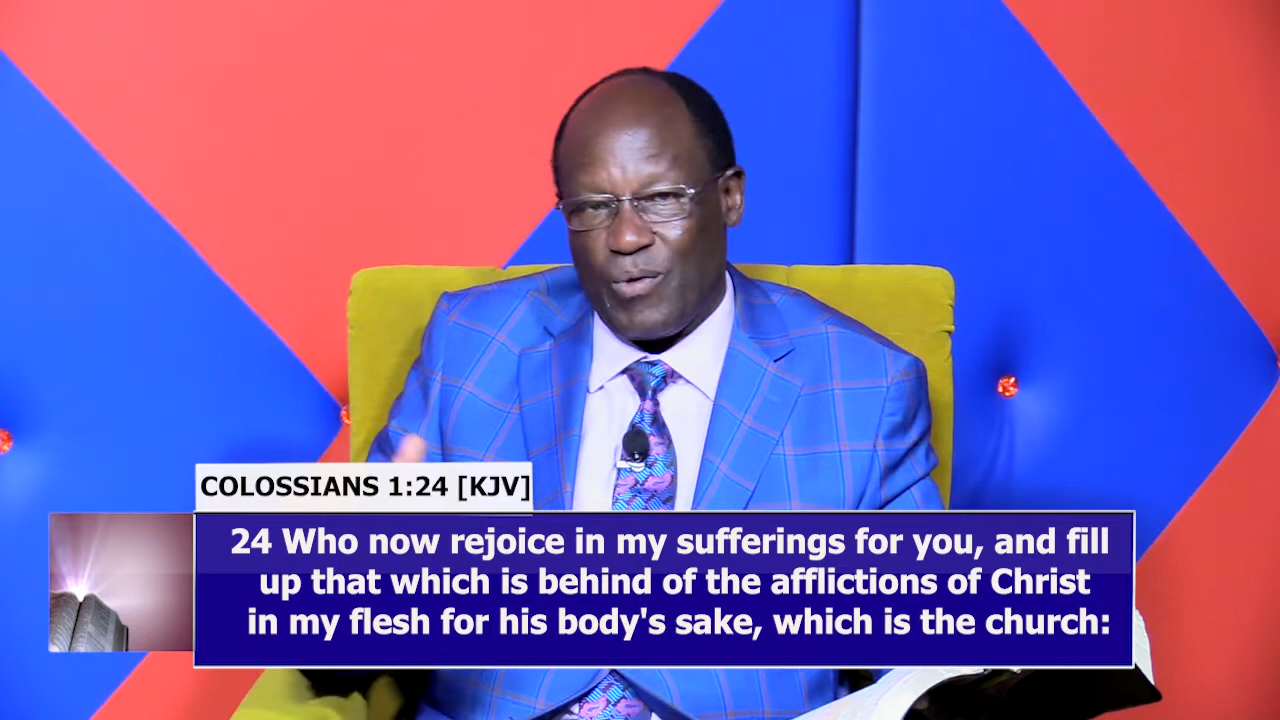 COLOSSIANS 1:24 [KJV]
24 Who now rejoice in my sufferings for you, and fill
up that which is behind of the afflictions of Christ
in my flesh for his body's sake, which is the church: